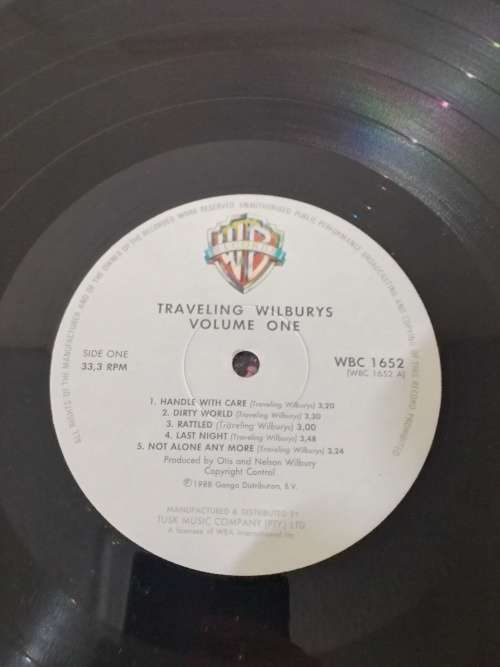 ALL RIGHTS OF THE MANUFACTURER AND OF THE OWNER OF THE RECORDED WORK RESERVED. UNAUTHORISED PUBLIC PERFORMANCE, BROADCASTING AND COPYING OF THIS RECORD PROHIBITED
TRAVELING WILBURYS
VOLUME ONE
SIDE ONE
33,3 RPM
WBC 1652
(WBC 1652 A)
1. HANDLE WITH CARE (Traveling Wilburys) 3,20
2. DIRTY WORLD (Traveling Wilburys) 3,30
3. RATTLED (Traveling Wilburys) 3,00
4. LAST NIGHT (Traveling Wilburys) 3,48
5. NOT ALONE ANY MORE (Traveling Wilburys) 3,24
Produced by Otis and Nelson Wilbury
Copyright Control
℗1988 Ganga Distributon, B.V.
MANUFACTURED & DISTRIBUTED BY
TUSK MUSIC COMPANY (PTY) LTD
A licensee of WEA International Inc